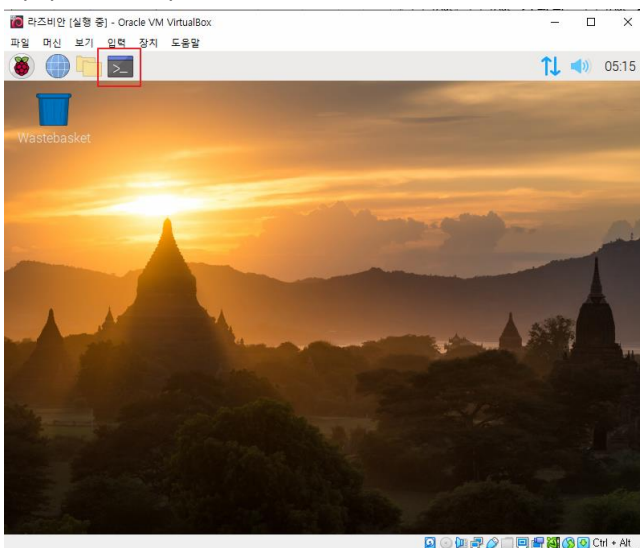 라즈비안 [실행 중] - Oracle VM VirtualBox
파일 머신 보기 입력 장치 도움말
>_
05:15
Wastebasket
Ctrl + Alt